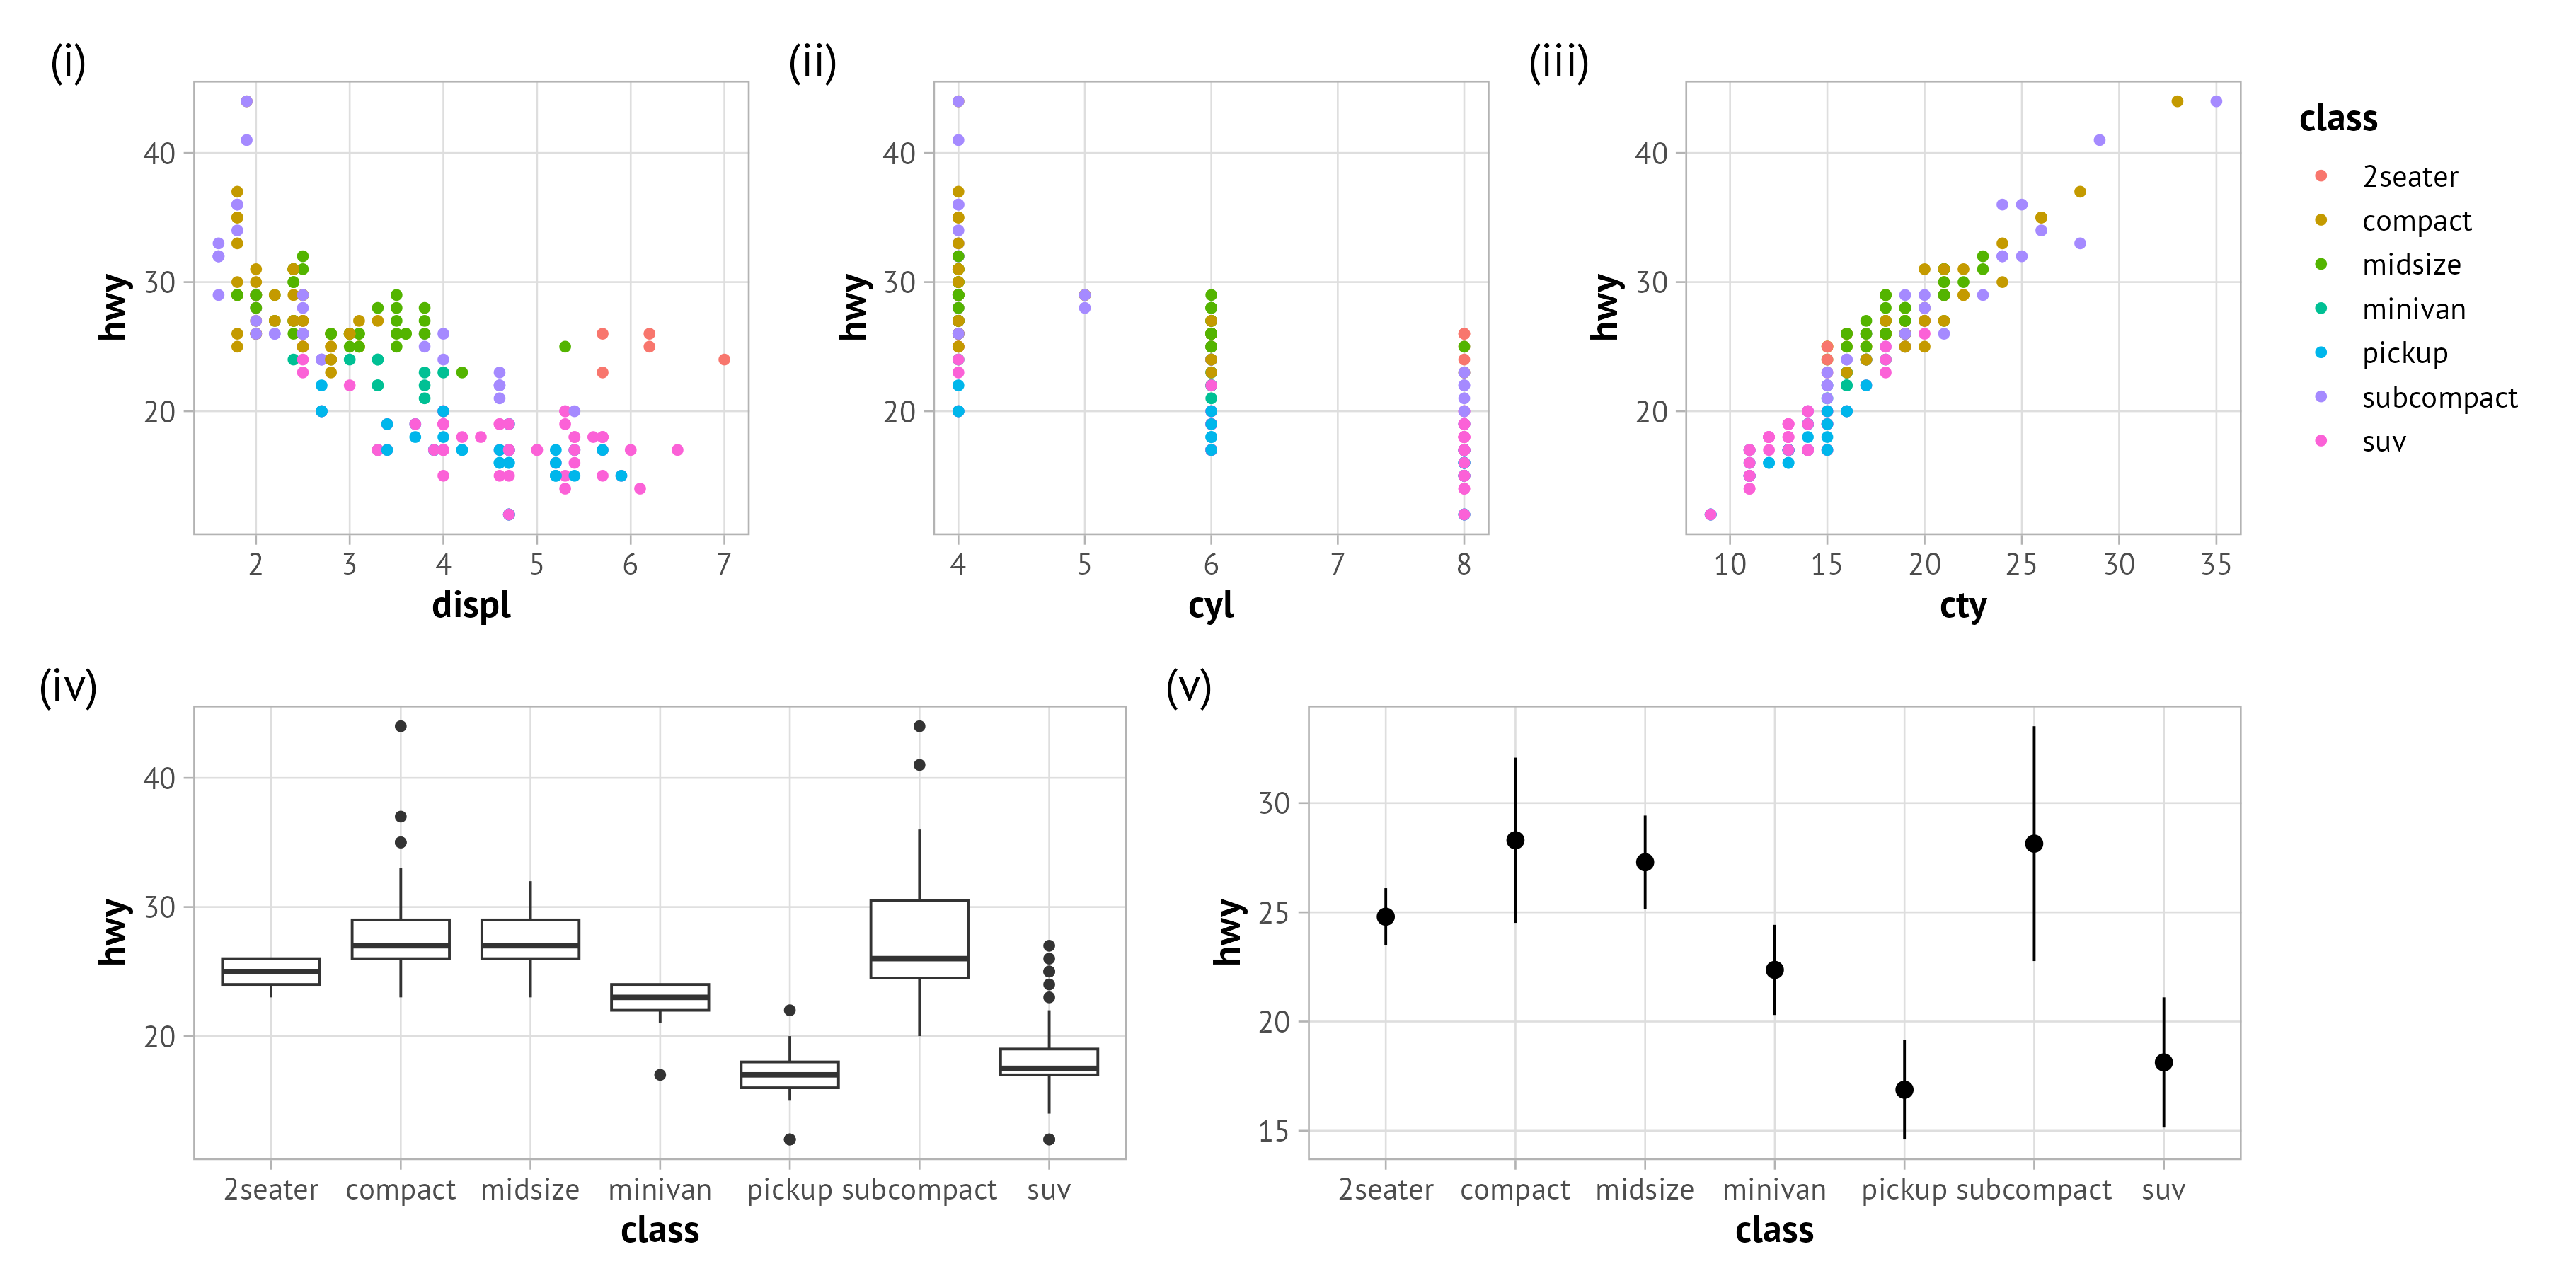 (i)
(ii)
(iii)
hwy
40
30
20
2 3 4 5 6 7
displ
hwy
40
30
20
4 5 6 7 8
cyl
hwy
40
30
20
10 15 20 25 30 35
cty
class
2seater
compact
midsize
minivan
pickup
subcompact
suv
(iv)
(v)
hwy
40
30
20
2seater compact midsize minivan pickup subcompact suv
class
hwy
30
25
20
15
2seater compact midsize minivan pickup subcompact suv
class